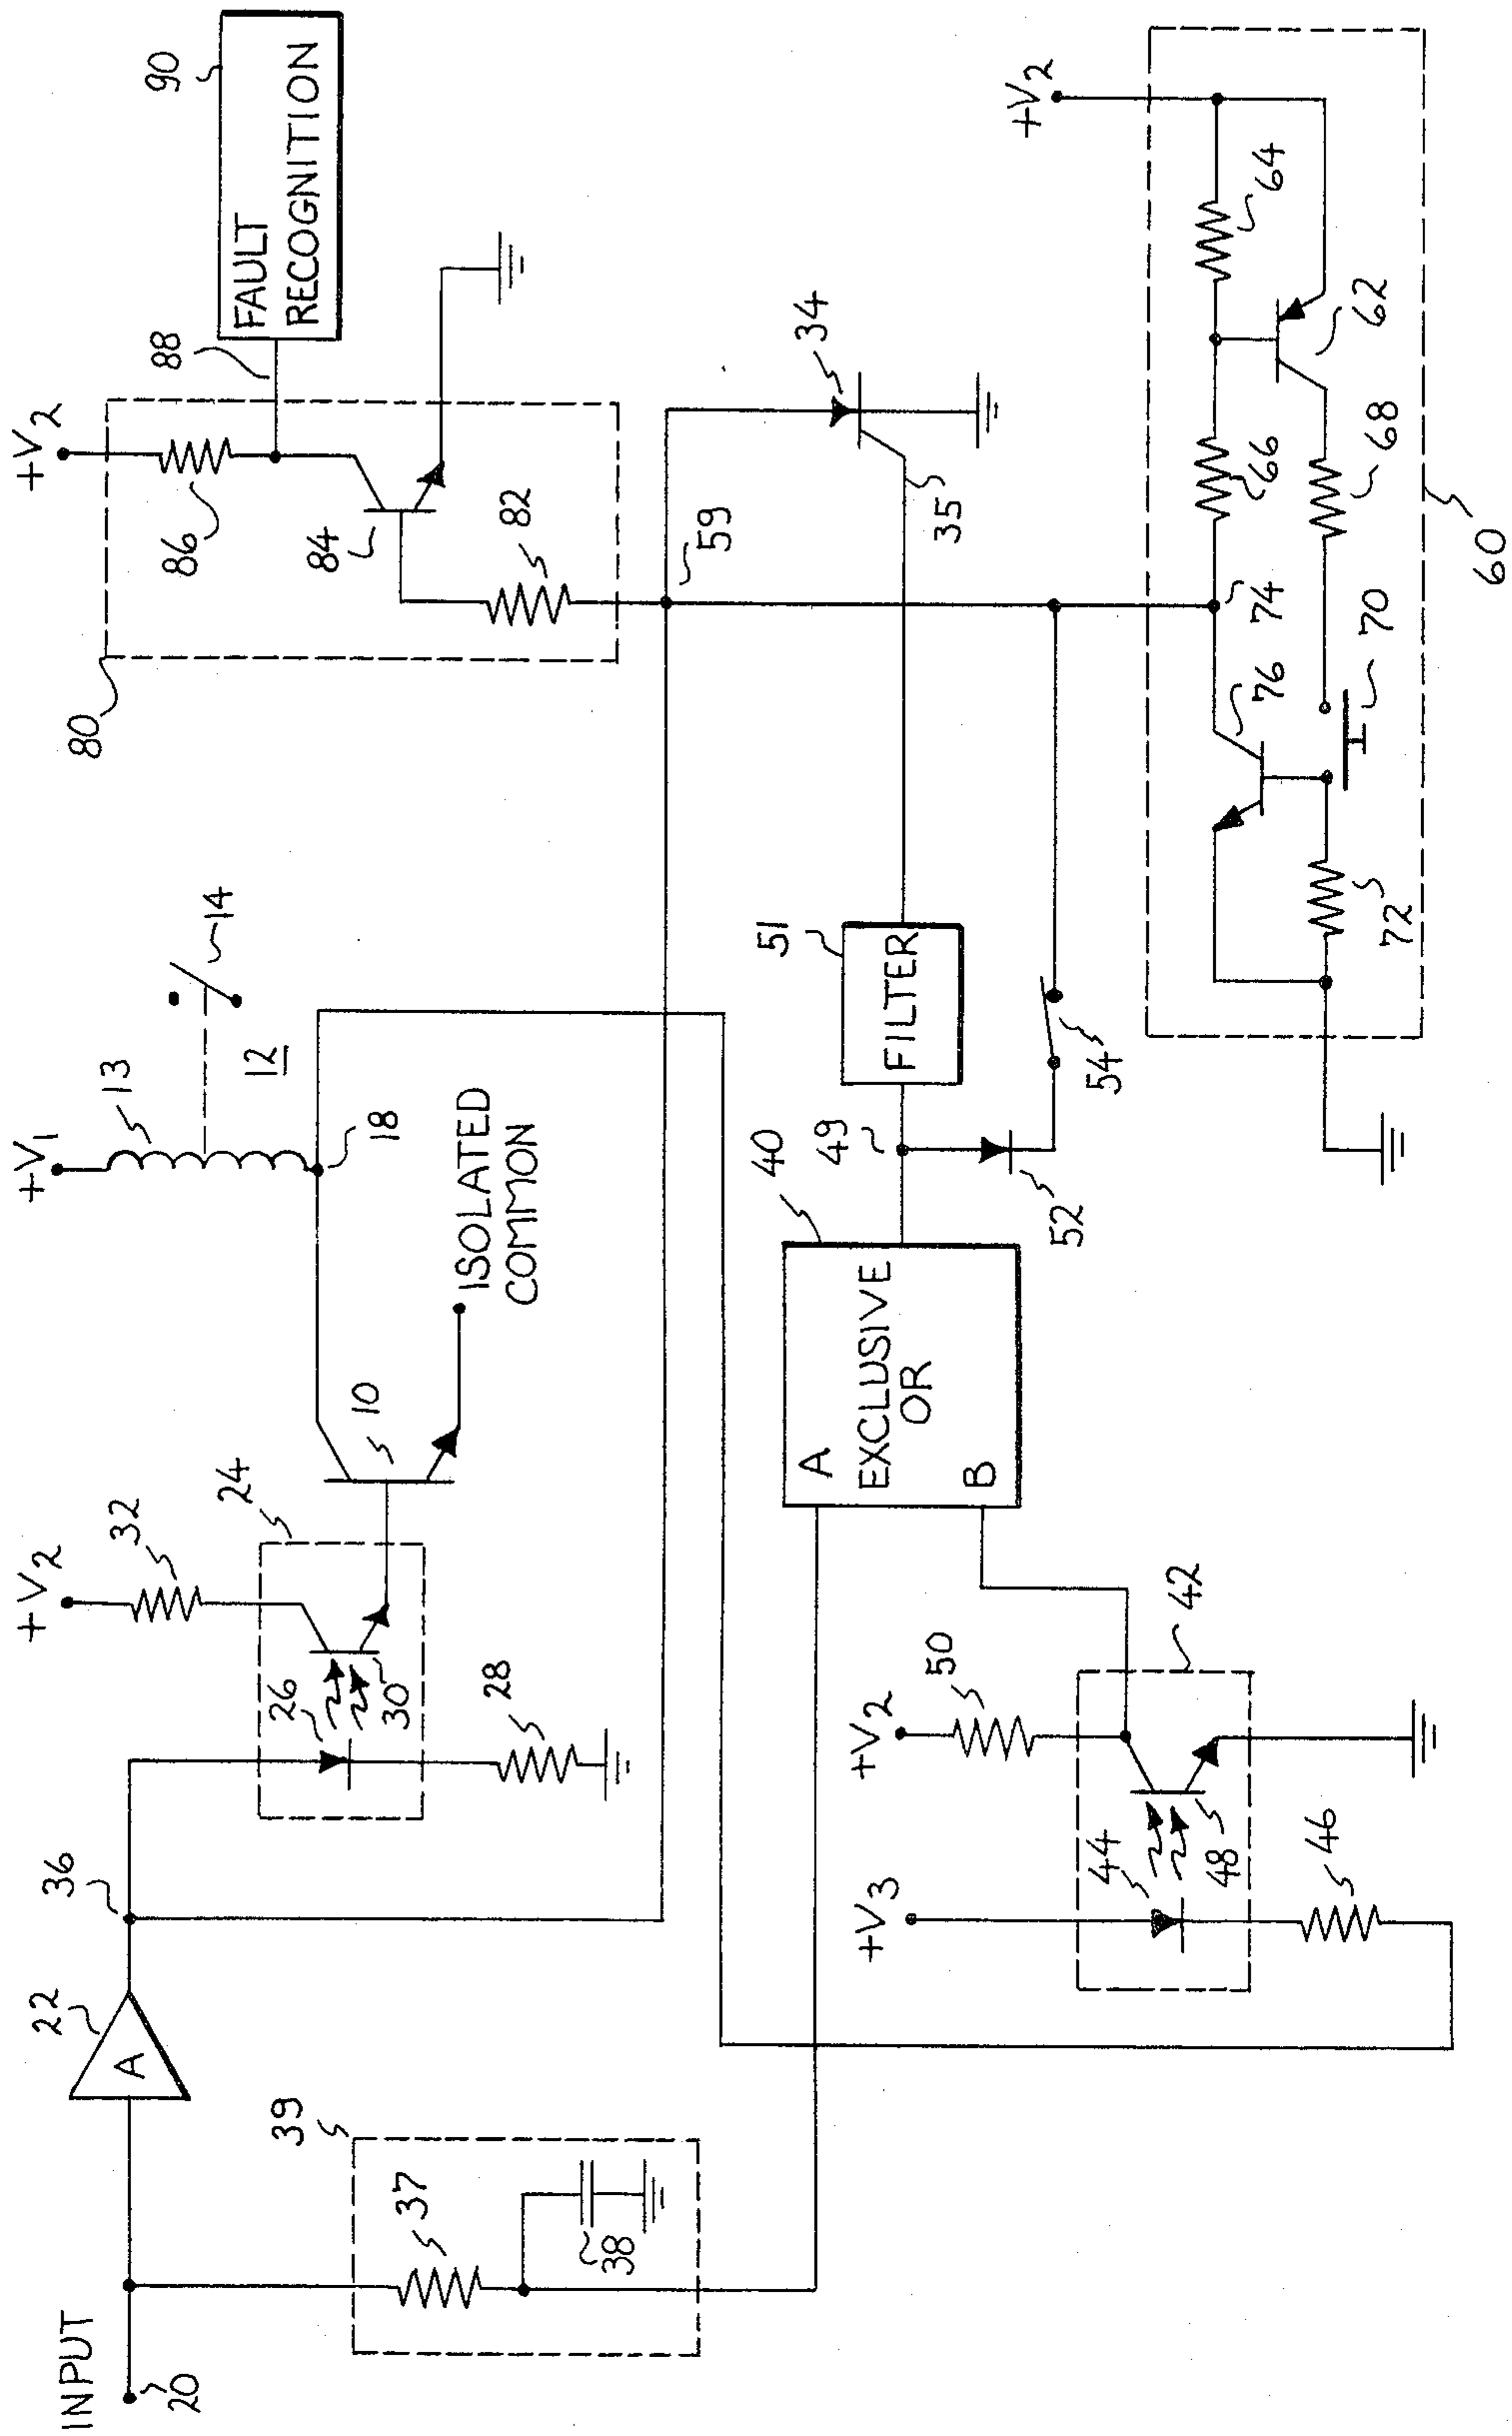 INPUT
20
22
A
36
39
37
38
+V2
32
24
26
30
28
10
ISOLATED
COMMON
+V1
13
14
12
18
+V2
86
84
82
80
88
90
FAULT
RECOGNITION
59
34
35
40
A
B
EXCLUSIVE
OR
49
51
FILTER
52
54
+V3
44
46
48
+V2
50
42
+V2
64
62
66
68
70
74
76
72
60